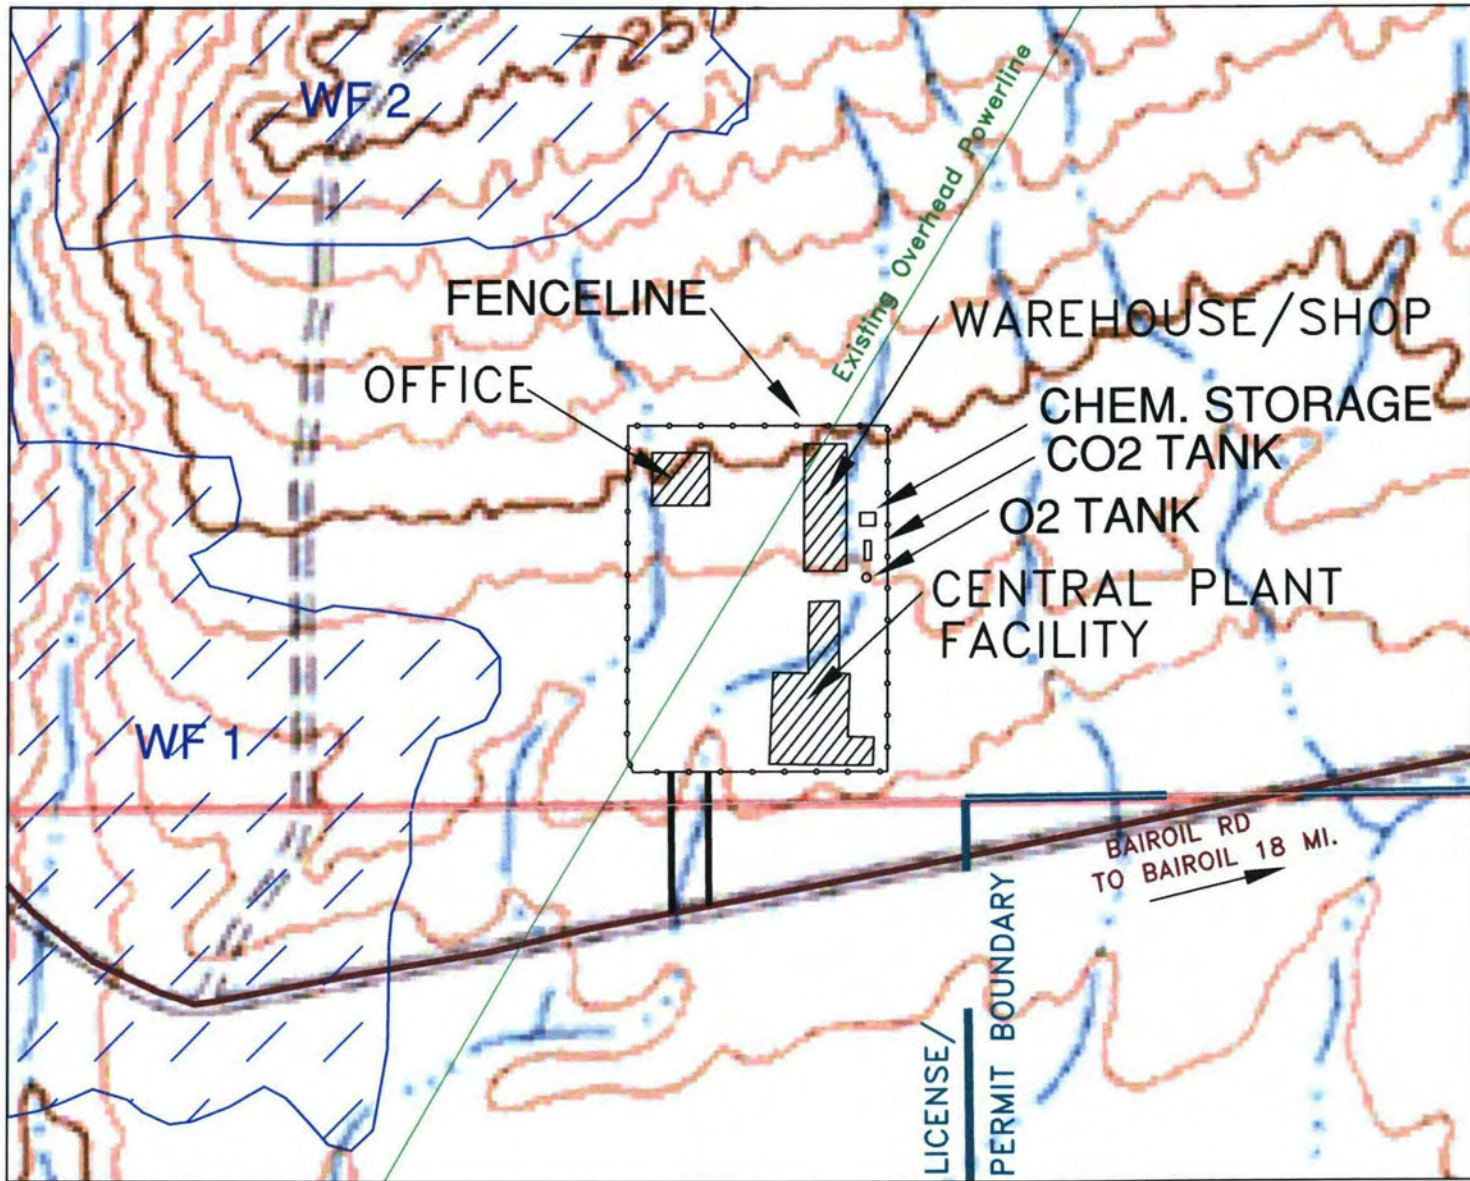 7250
WF 2
Existing Overhead Powerline
FENCELINE
WAREHOUSE/SHOP
OFFICE
CHEM. STORAGE
CO2 TANK
O2 TANK
CENTRAL PLANT
FACILITY
WF 1
BAIROIL RD
TO BAIROIL 18 MI.
LICENSE/
PERMIT BOUNDARY